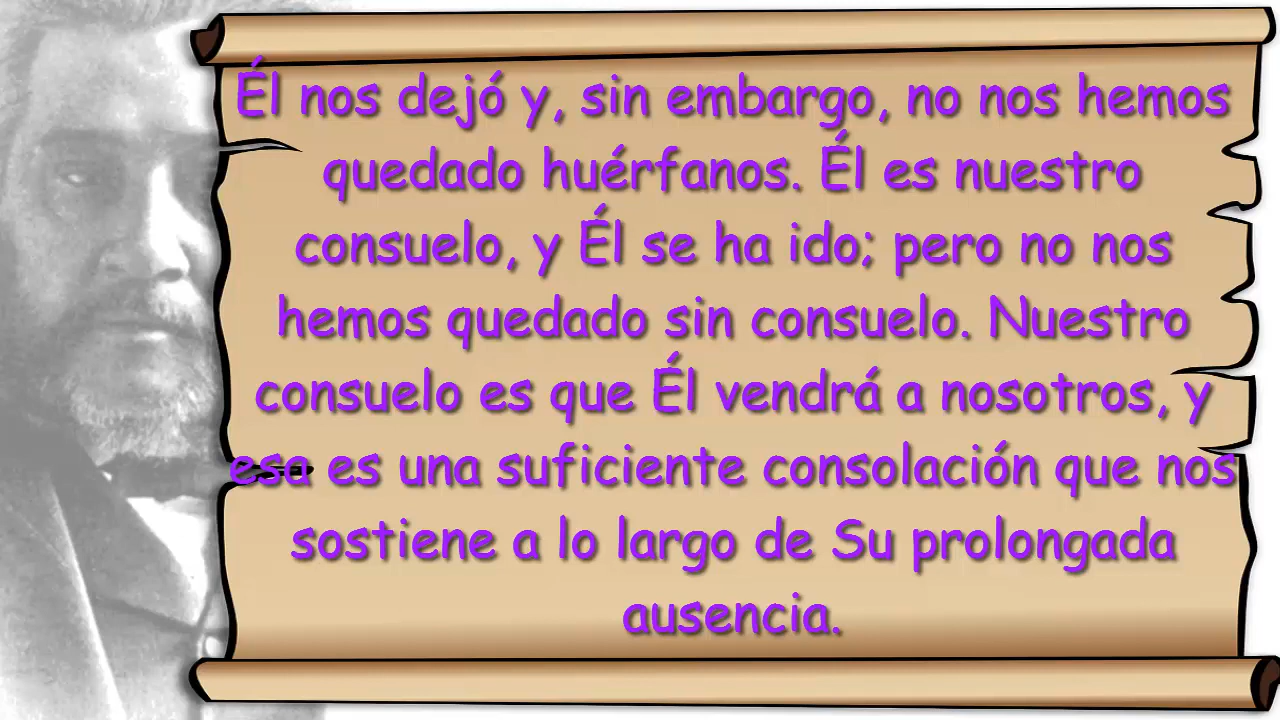 Él nos dejó y, sin embargo, no nos hemos
quedado huérfanos. Él es nuestro
consuelo, y Él se ha ido; pero no nos
hemos quedado sin consuelo. Nuestro
consuelo es que Él vendrá a nosotros, y
esa es una suficiente consolación que nos
sostiene a lo largo de Su prolongada
ausencia.